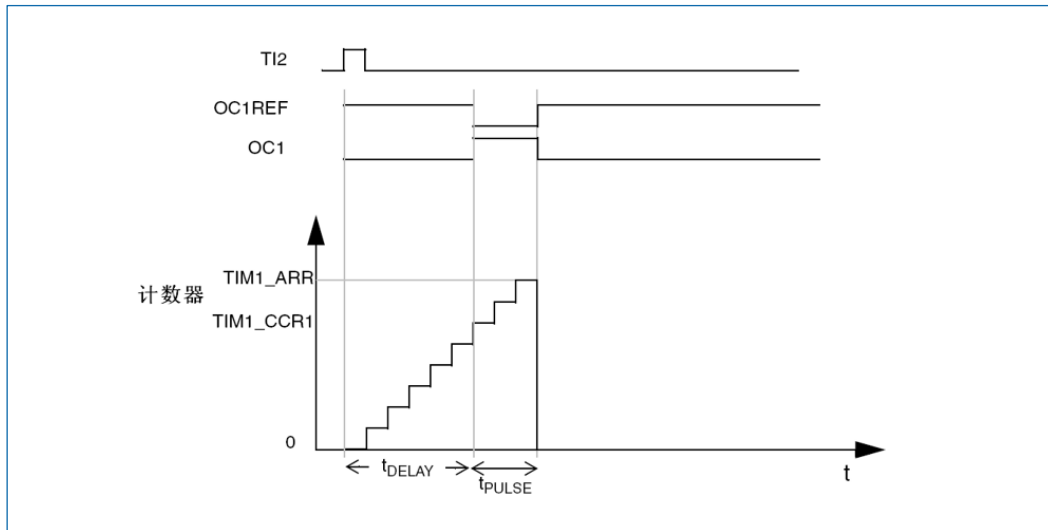 TI2
OC1REF
OC1
TIM1_ARR
计数器
TIM1_CCR1
0
tDELAY
tPULSE
t